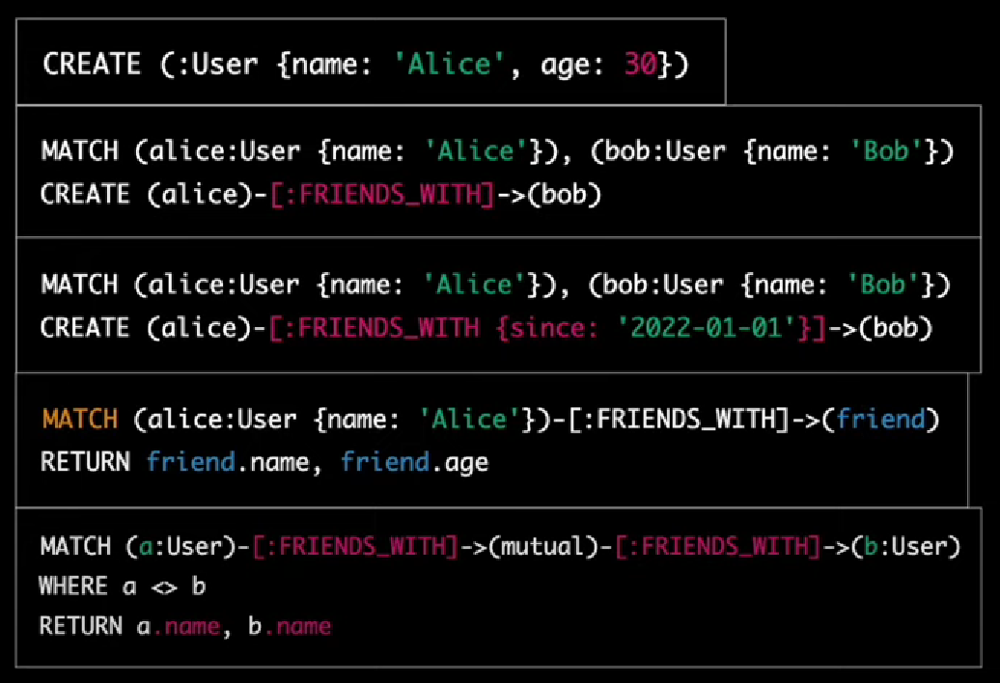 CREATE (:User {name: 'Alice', age: 30})
MATCH (alice:User {name: 'Alice'}), (bob:User {name: 'Bob'})
CREATE (alice)-[:FRIENDS_WITH]->(bob)
MATCH (alice:User {name: 'Alice'}), (bob:User {name: 'Bob'})
CREATE (alice)-[:FRIENDS_WITH {since: '2022-01-01'}]->(bob)
MATCH (alice:User {name: 'Alice'})-[:FRIENDS_WITH]->(friend)
RETURN friend.name, friend.age
MATCH (a:User)-[:FRIENDS_WITH]->(mutual)-[:FRIENDS_WITH]->(b:User)
WHERE a <> b
RETURN a.name, b.name